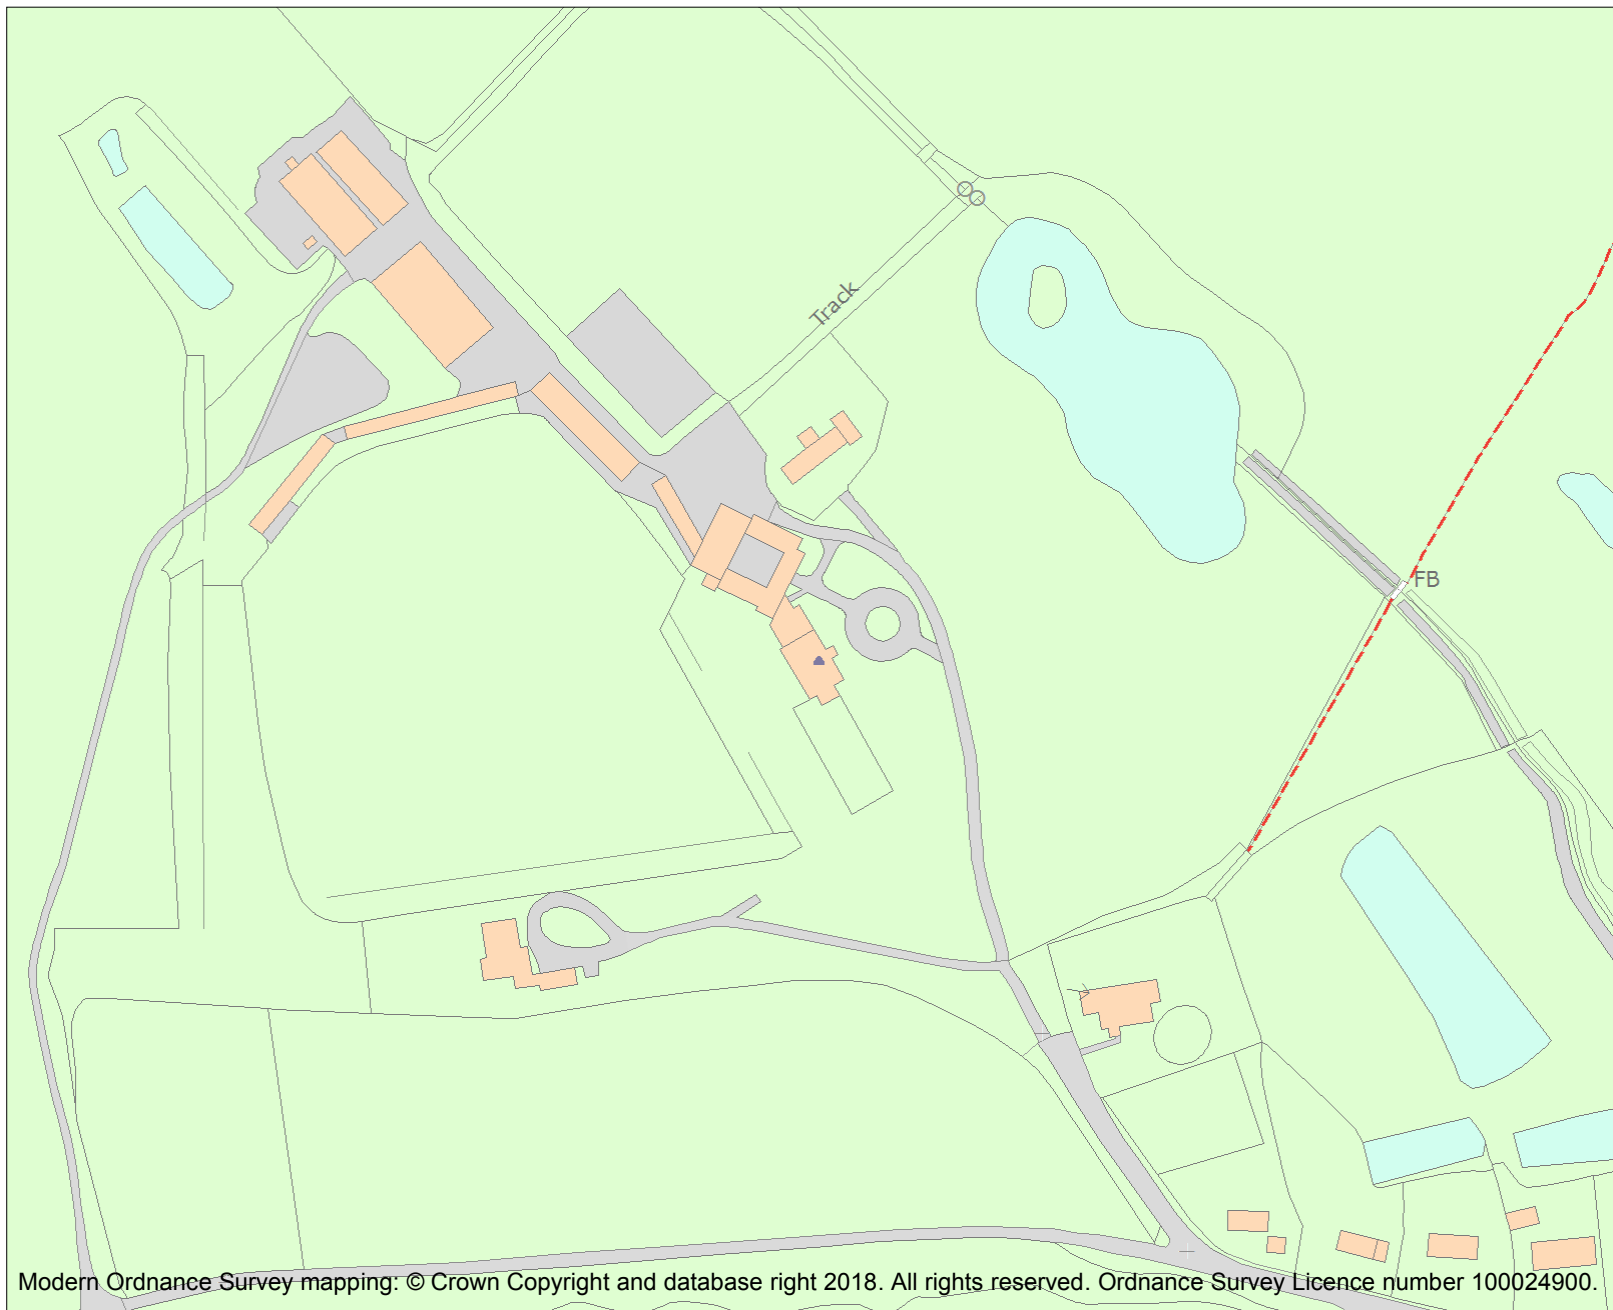 Track
FB
Modern Ordnance Survey mapping: © Crown Copyright and database right 2018. All rights reserved. Ordnance Survey Licence number 100024900.